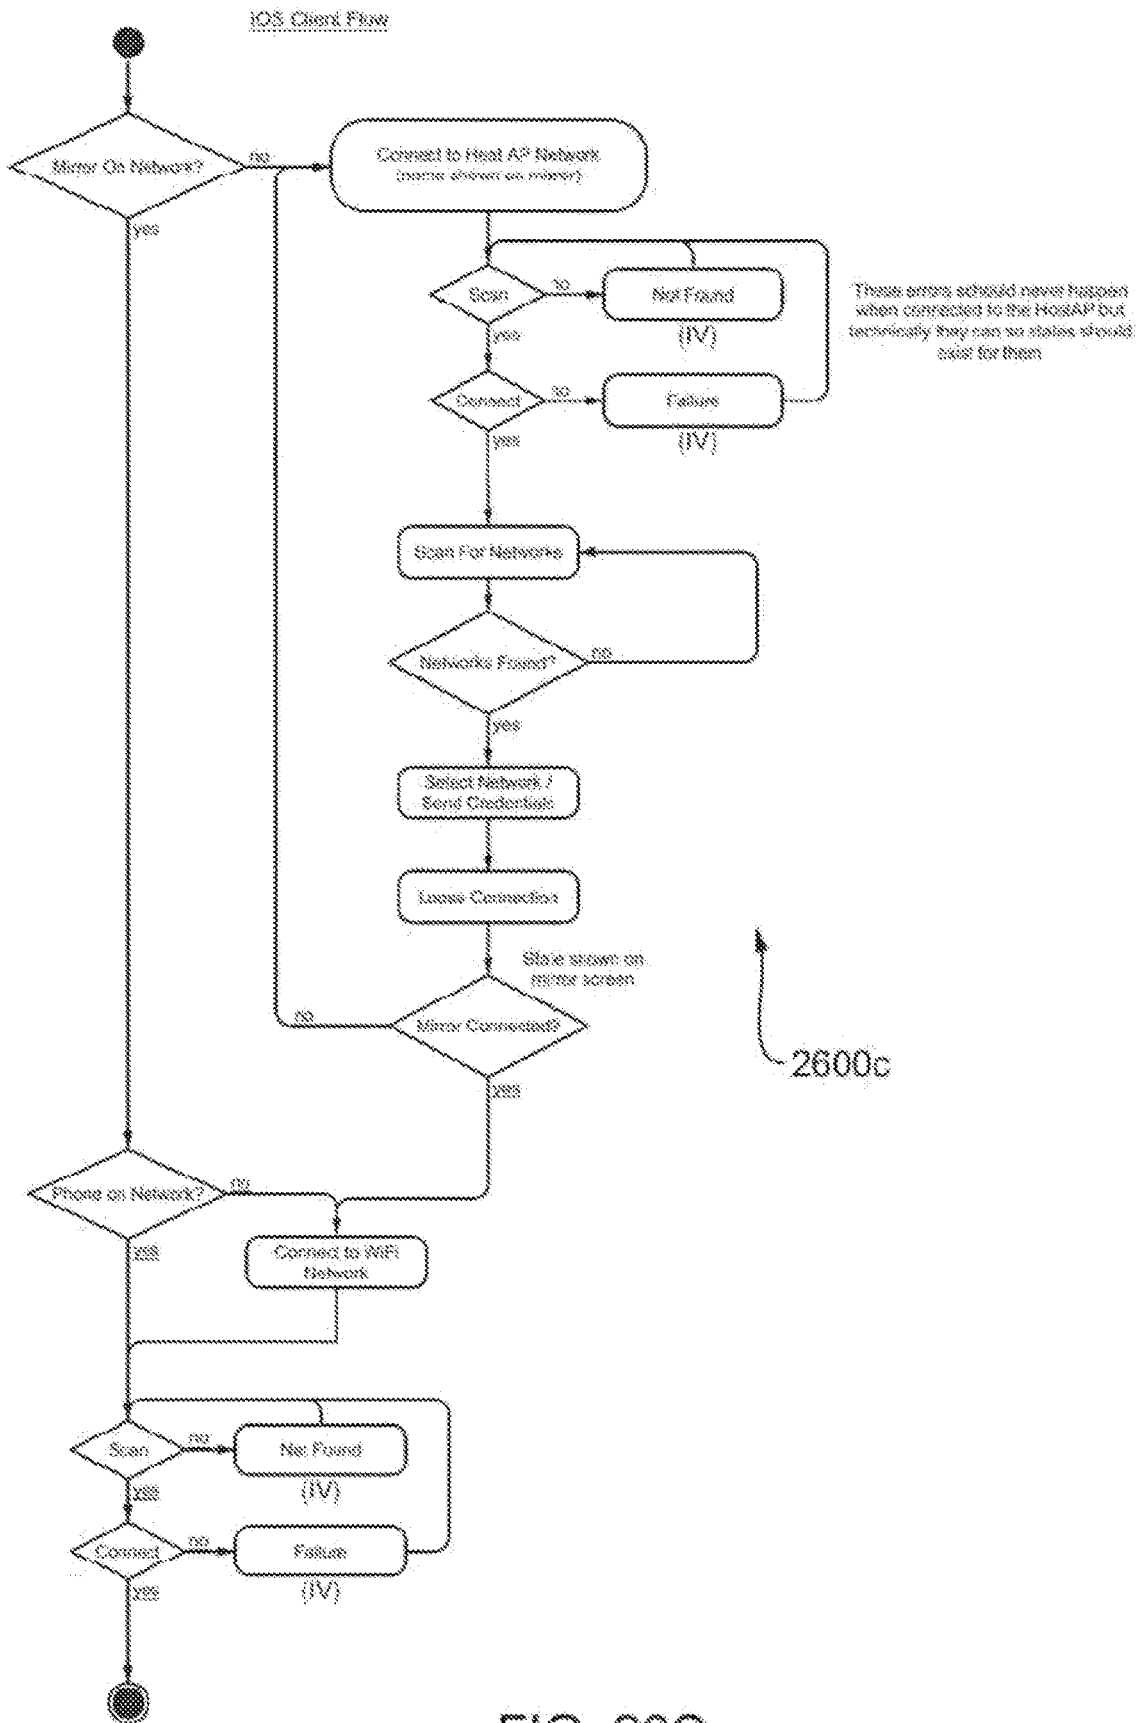 iOS Client Flow
Mirror On Network?
no
yes
Connect to Host AP Network
(name shown on mirror)
Scan
no
Not Found
(IV)
yes
These errors schould never happen
when connected to the HostAP but
technically they can so states should
exist for them
Connect
no
Failure
(IV)
yes
Scan For Networks
Networks Found?
no
yes
Select Network /
Send Credentials
Loose Connection
State shown on
mirror screen
Mirror Connected?
no
yes
2600c
Phone on Network?
no
yes
Connect to WiFi
Network
Scan
no
Not Found
(IV)
yes
Connect
no
Failure
(IV)
yes
FIG.